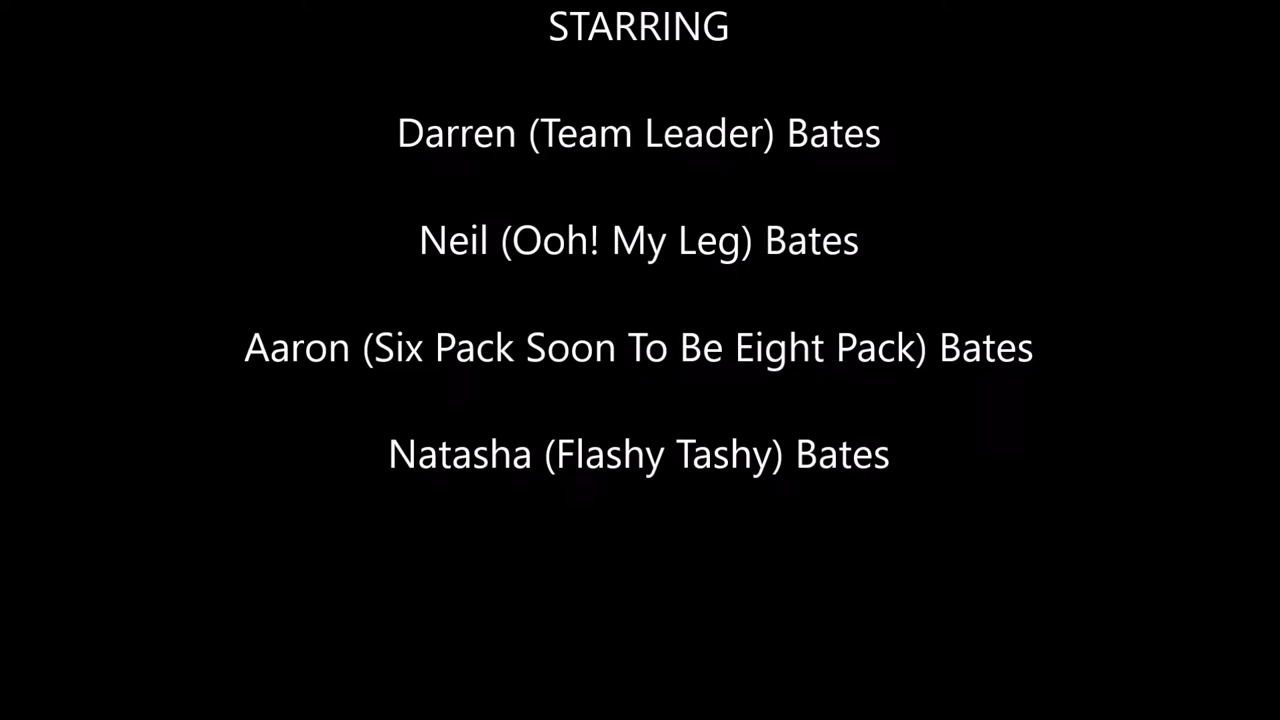 STARRING
Darren (Team Leader) Bates
Neil (Ooh! My Leg) Bates
Aaron (Six Pack Soon To Be Eight Pack) Bates
Natasha (Flashy Tashy) Bates